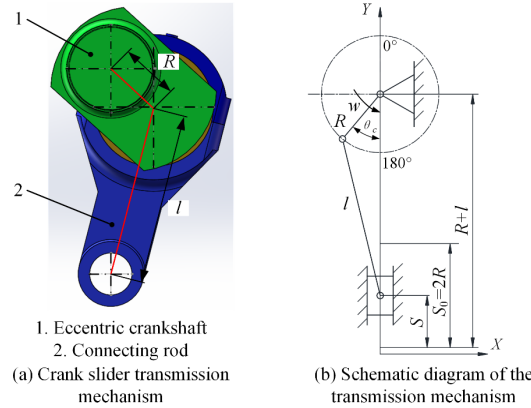 1
R
l
2
1. Eccentric crankshaft
2. Connecting rod
(a) Crank slider transmission
mechanism
Y
0°
w
R
θc
180°
l
R+l
S0=2R
S
X
(b) Schematic diagram of the
transmission mechanism